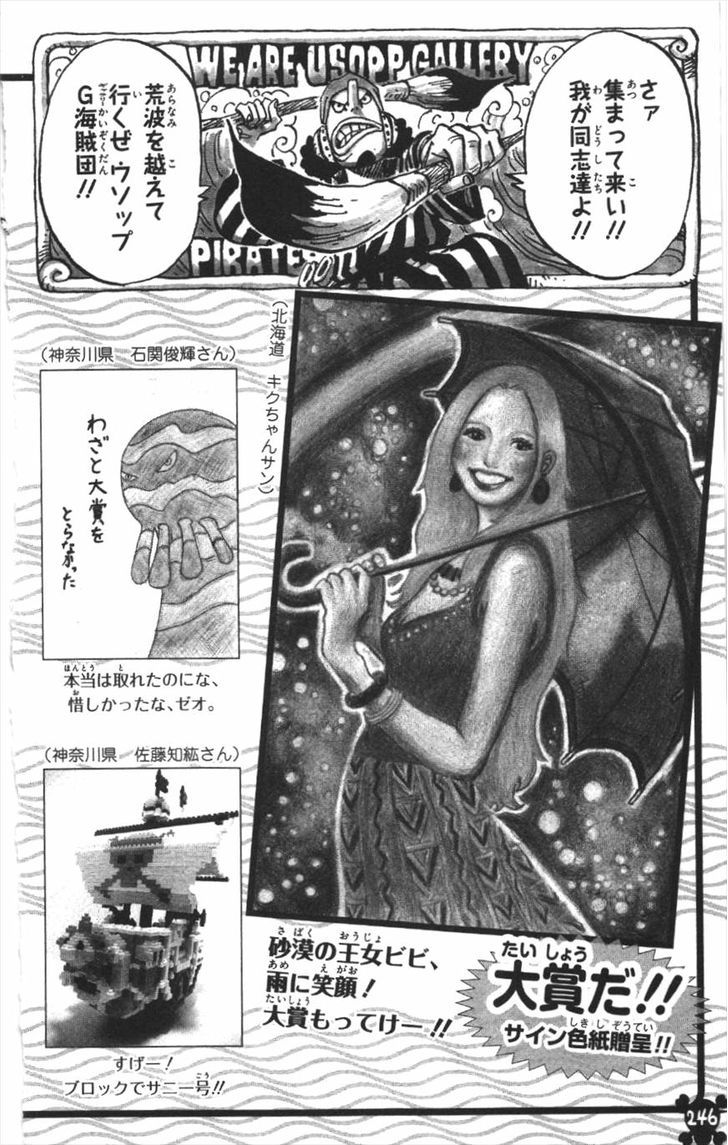 246
WE ARE USOPP GALLERY
PIRATE
さァ
集まって来い!!
我が同志達よ!!
荒波を越えて
行くぜ ウソップ
G海賊団!!
(北海道 キクちゃんサン)
(神奈川県 石関俊輝さん)
わざと大賞を
とらなかった
本当は取れたのにな、
惜しかったな、ゼオ。
(神奈川県 佐藤知紘さん)
すげー!
ブロックでサニー号!!
砂漠の王女ビビ、
雨に笑顔!
大賞もってけー!!
大賞だ!!
サイン色紙贈呈!!